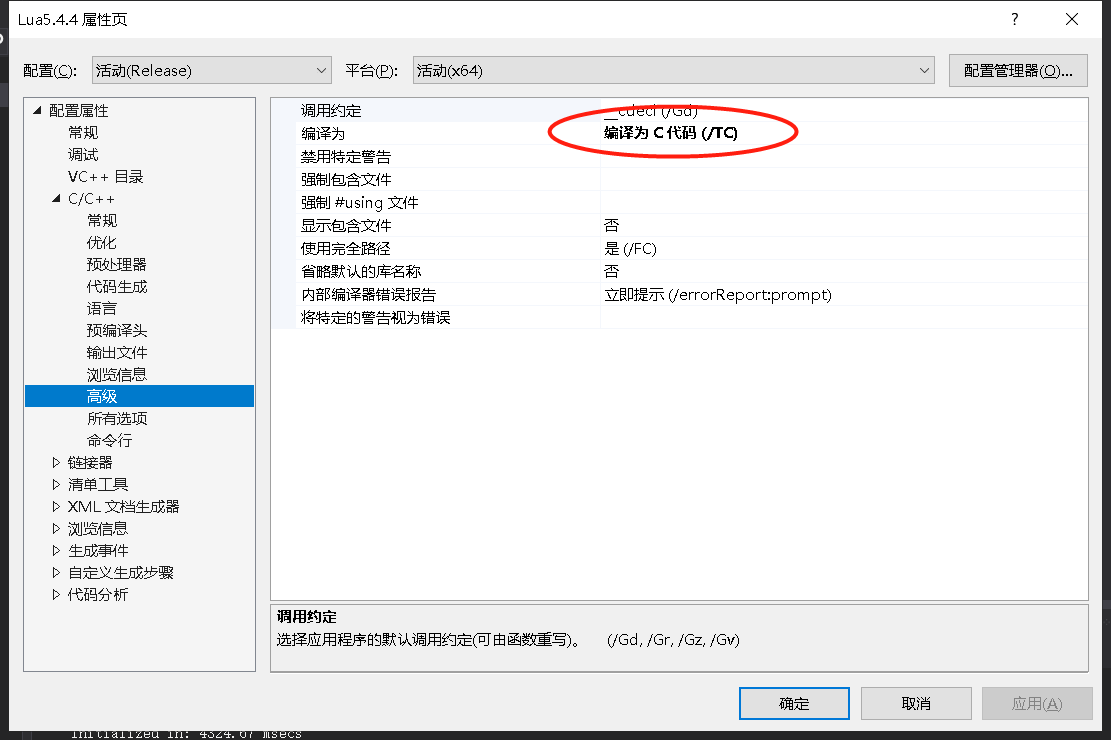 Lua5.4.4 属性页
?
配置(C): 活动(Release) 平台(P): 活动(x64) 配置管理器(O)...
配置属性
常规
调试
VC++ 目录
C/C++
常规
优化
预处理器
代码生成
语言
预编译头
输出文件
浏览信息
高级
所有选项
命令行
链接器
清单工具
XML 文档生成器
浏览信息
生成事件
自定义生成步骤
代码分析
调用约定 __cdecl (/Gd)
编译为 编译为 C 代码 (/TC)
禁用特定警告
强制包含文件
强制 #using 文件
显示包含文件 否
使用完全路径 是 (/FC)
省略默认的库名称 否
内部编译器错误报告 立即提示 (/errorReport:prompt)
将特定的警告视为错误
调用约定
选择应用程序的默认调用约定(可由函数重写)。 (/Gd, /Gr, /Gz, /Gv)
确定 取消 应用(A)
Initialized in: 4324.67 msecs